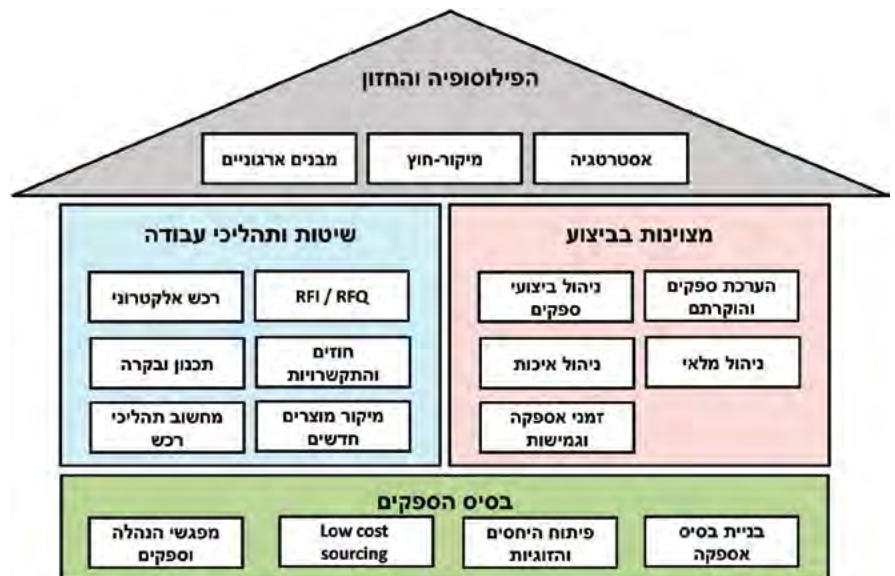 הפילוסופיה והחזון
אסטרטגיה
מיקור-חוץ
מבנים ארגוניים
מצוינות בביצוע
הערכת ספקים
והוקרתם
ניהול ביצועי
ספקים
ניהול מלאי
ניהול איכות
זמני אספקה
וגמישות
שיטות ותהליכי עבודה
RFI / RFQ
רכש אלקטרוני
חוזים
והתקשרויות
תכנון ובקרה
מיקור מוצרים
חדשים
מחשוב תהליכי
רכש
בסיס הספקים
בניית בסיס
אספקה
פיתוח היחסים
והזוגיות
Low cost
sourcing
מפגשי הנהלה
וספקים